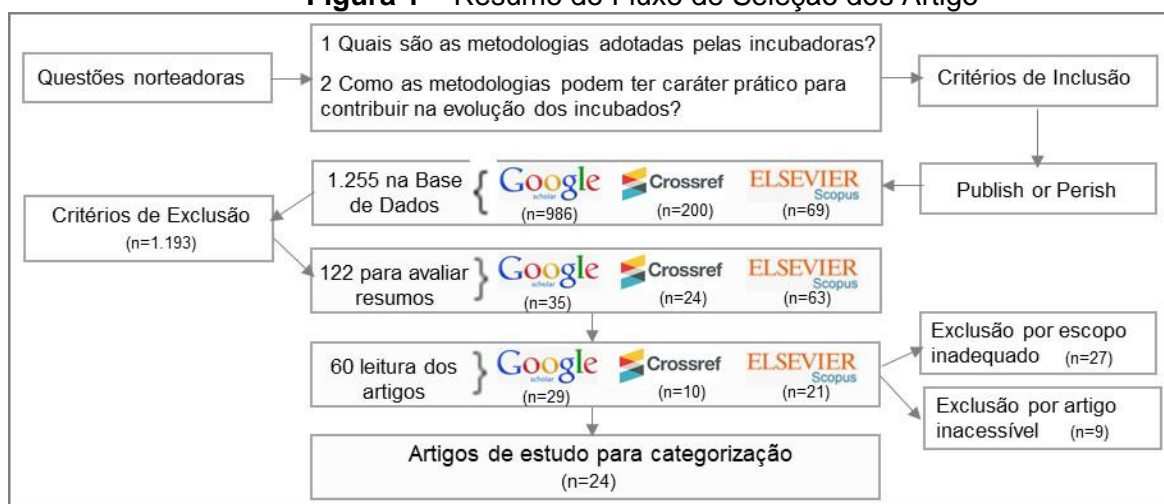 Figura 1 – Resumo do Fluxo de Seleção dos Artigo
Questões norteadoras
1 Quais são as metodologias adotadas pelas incubadoras?
2 Como as metodologias podem ter caráter prático para
contribuir na evolução dos incubados?
Critérios de Inclusão
Publish or Perish
1.255 na Base
de Dados
{
Google
scholar
(n=986)
Crossref
(n=200)
ELSEVIER
Scopus
(n=69)
Critérios de Exclusão
(n=1.193)
122 para avaliar
resumos
}
Google
scholar
(n=35)
Crossref
(n=24)
ELSEVIER
Scopus
(n=63)
60 leitura dos
artigos
}
Google
scholar
(n=29)
Crossref
(n=10)
ELSEVIER
Scopus
(n=21)
Exclusão por escopo
inadequado (n=27)
Exclusão por artigo
inacessível (n=9)
Artigos de estudo para categorização
(n=24)